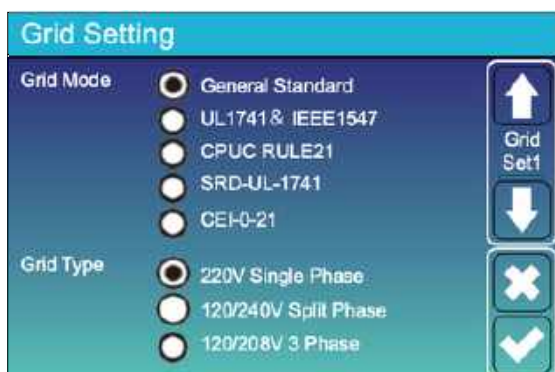 Grid Setting
Grid Mode
General Standard
UL1741& IEEE1547
CPUC RULE21
SRD-UL-1741
CEI-0-21
Grid
Set1
Grid Type
220V Single Phase
120/240V Split Phase
120/208V 3 Phase